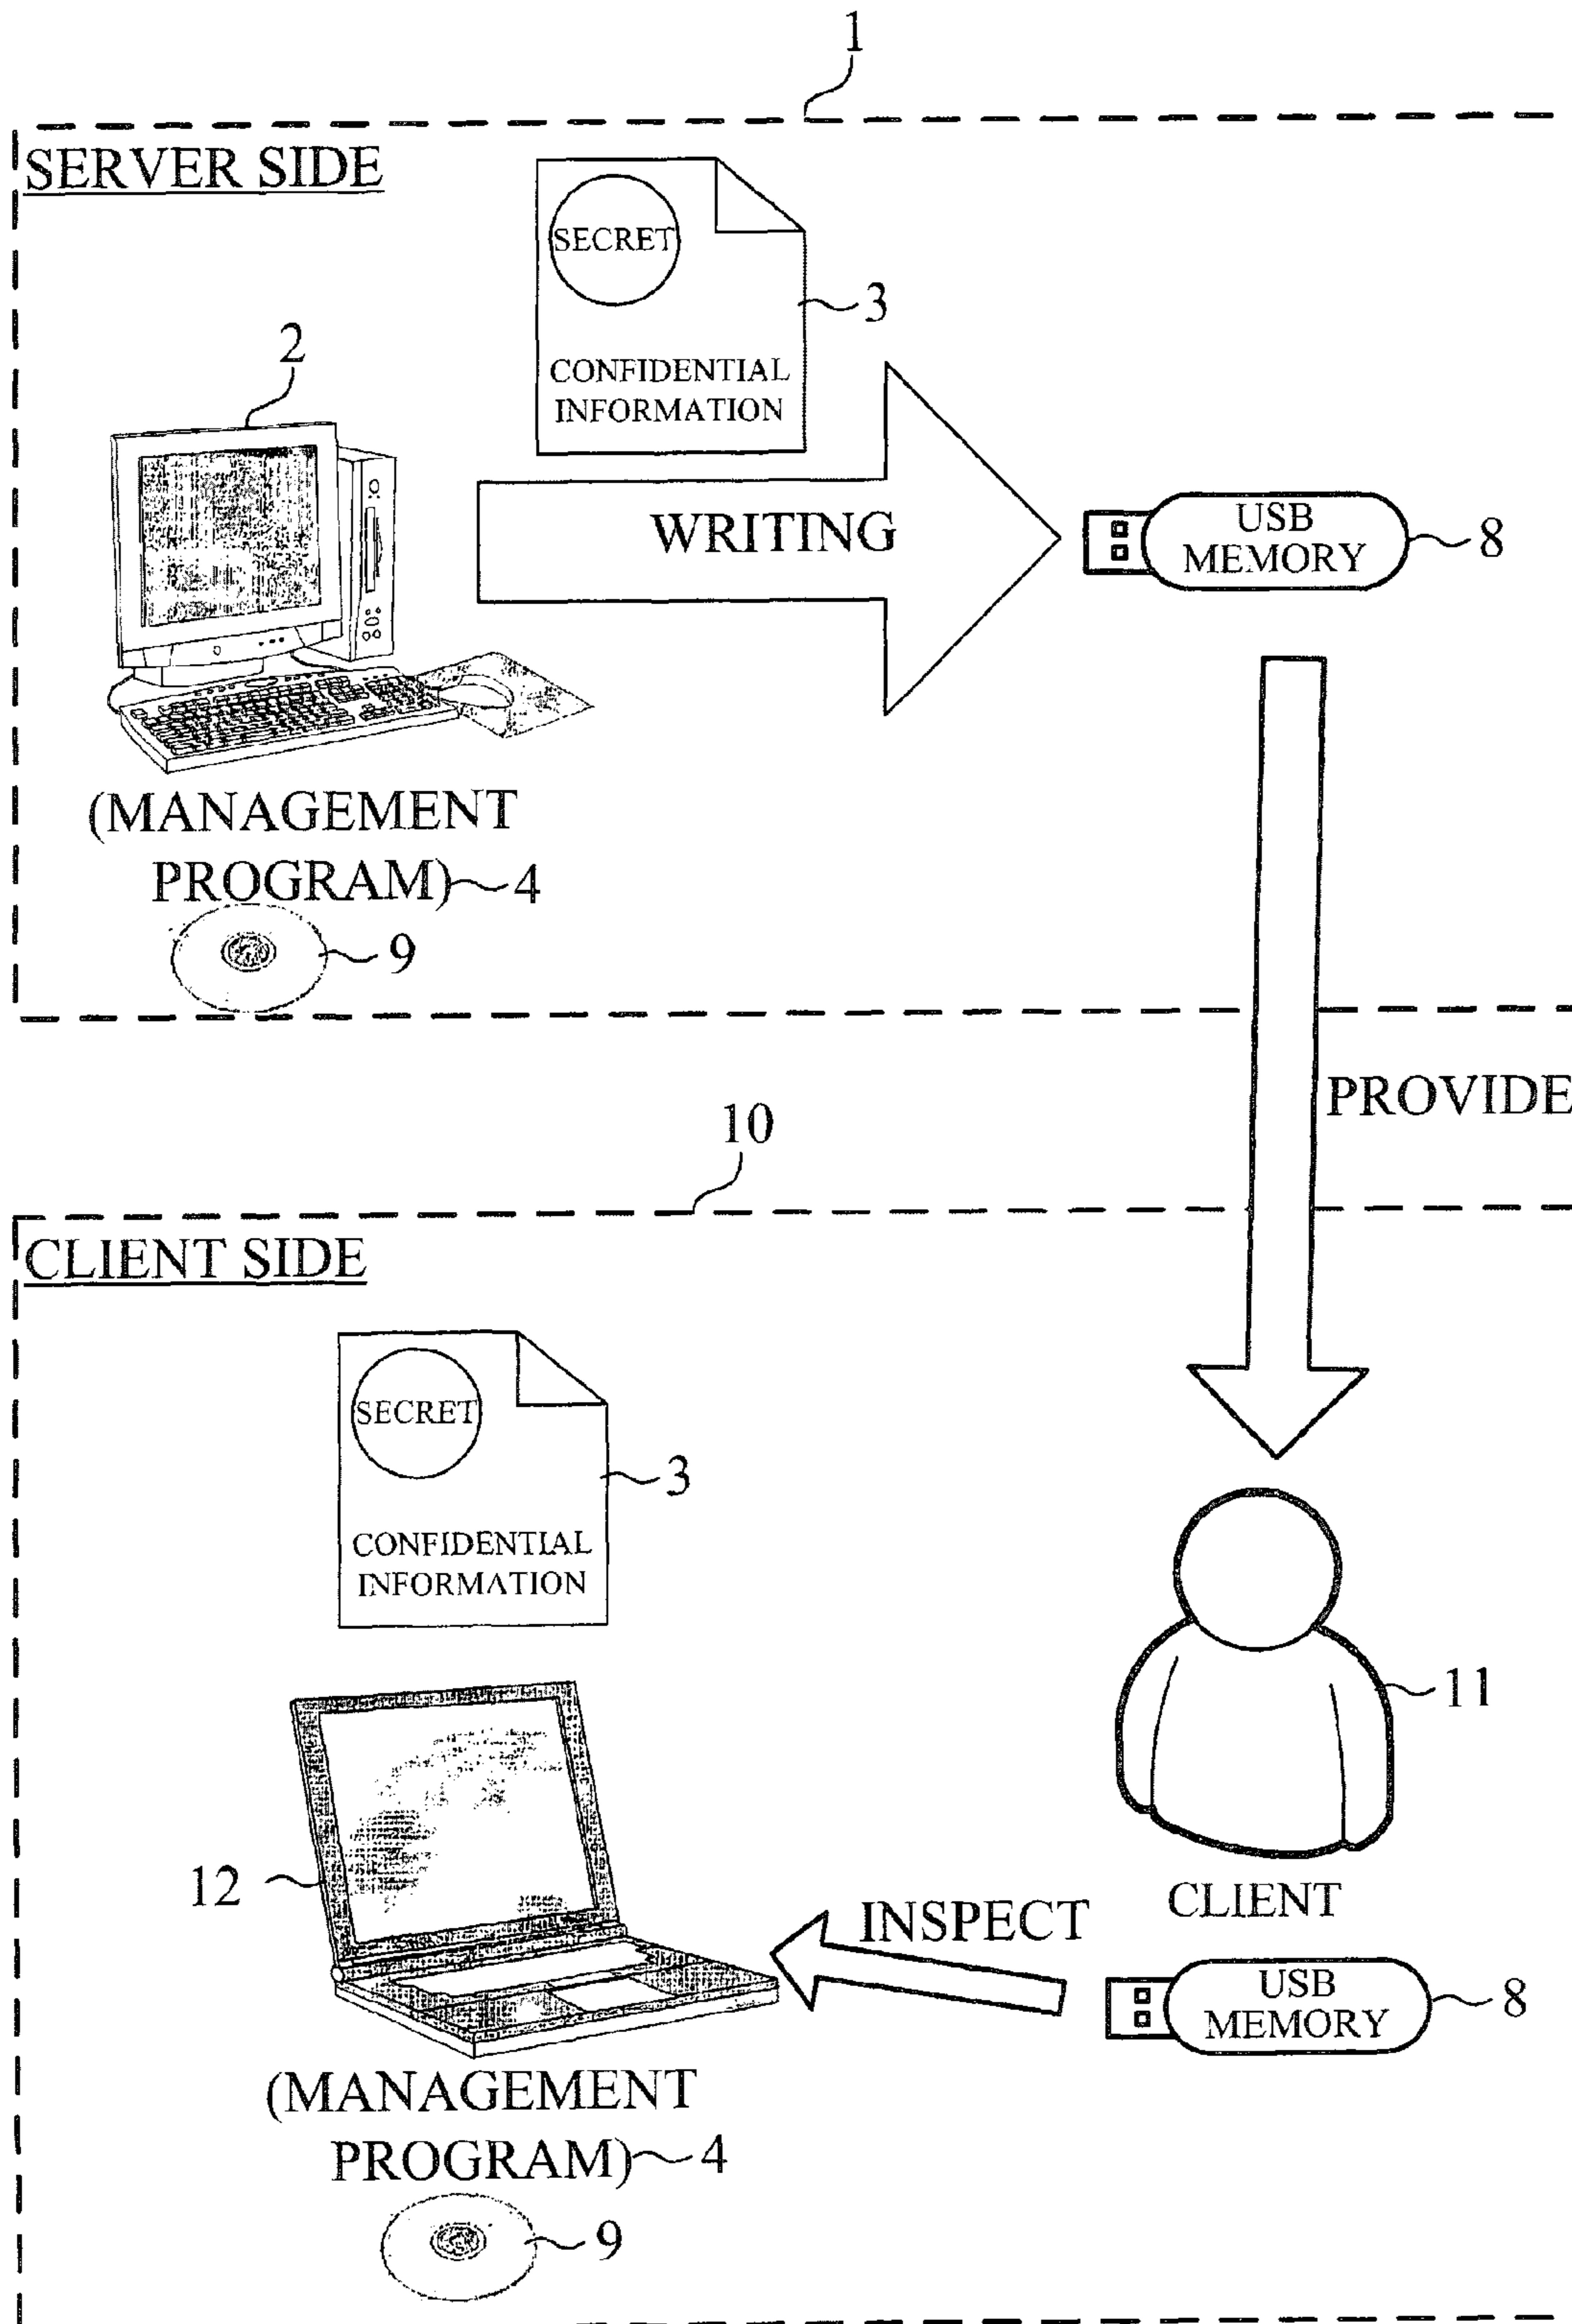 1
SERVER SIDE
SECRET
3
CONFIDENTIAL
INFORMATION
2
WRITING
USB
MEMORY
8
(MANAGEMENT
PROGRAM) 4
9
PROVIDE
10
CLIENT SIDE
SECRET
3
CONFIDENTIAL
INFORMATION
11
12
CLIENT
INSPECT
USB
MEMORY
8
(MANAGEMENT
PROGRAM) 4
9